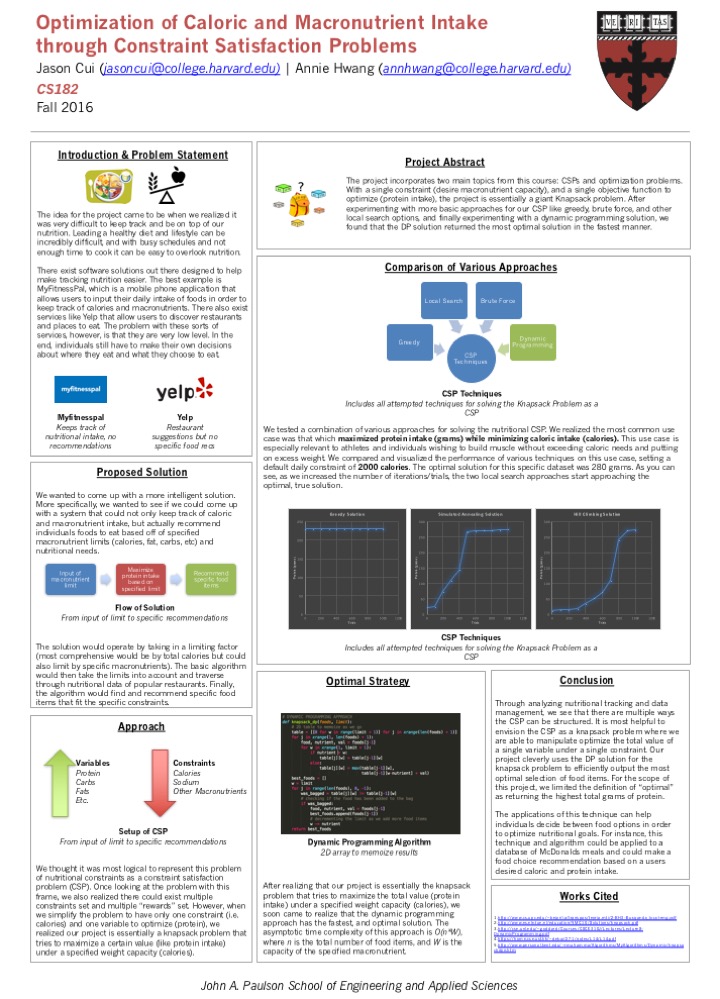 Optimization of Caloric and Macronutrient Intake
through Constraint Satisfaction Problems
Jason Cui (jasoncui@college.harvard.edu) | Annie Hwang (annhwang@college.harvard.edu)
CS182
Fall 2016
VE RI TAS
Introduction & Problem Statement
The idea for the project came to be when we realized it
was very difficult to keep track and be on top of our
nutrition. Leading a healthy diet and lifestyle can be
incredibly difficult, and with busy schedules and not
enough time to cook it can be easy to overlook nutrition.
There exist software solutions out there designed to help
make tracking nutrition easier. The best example is
MyFitnessPal, which is a mobile phone application that
allows users to input their daily intake of foods in order to
keep track of calories and macronutrients. There also exist
services like Yelp that allow users to discover restaurants
and places to eat. The problem with these sorts of
services, however, is that they are very low level. In the
end, individuals still have to make their own decisions
about where they eat and what they choose to eat.
myfitnesspal
yelp
Myfitnesspal
Keeps track of
nutritional intake, no
recommendations
Yelp
Restaurant
suggestions but no
specific food recs
Proposed Solution
We wanted to come up with a more intelligent solution.
More specifically, we wanted to see if we could come up
with a system that could not only keep track of caloric
and macronutrient intake, but actually recommend
individuals foods to eat based off of specified
macronutrient limits (calories, fat, carbs, etc) and
nutritional needs.
Input of
macronutrient
limit
Maximize
protein intake
based on
specified limit
Recommend
specific food
items
Flow of Solution
From input of limit to specific recommendations
The solution would operate by taking in a limiting factor
(most comprehensive would be by total calories but could
also limit by specific macronutrients). The basic algorithm
would then take the limits into account and traverse
through nutritional data of popular restaurants. Finally,
the algorithm would find and recommend specific food
items that fit the specific constraints.
Approach
Variables
Protein
Carbs
Fats
Etc.
Constraints
Calories
Sodium
Other Macronutrients
Setup of CSP
From input of limit to specific recommendations
We thought it was most logical to represent this problem
of nutritional constraints as a constraint satisfaction
problem (CSP). Once looking at the problem with this
frame, we also realized there could exist multiple
constraints set and multiple "rewards" set. However, when
we simplify the problem to have only one constraint (i.e.
calories) and one variable to optimize (protein), we
realized our project is essentially a knapsack problem that
tries to maximize a certain value (like protein intake)
under a specified weight capacity (calories).
Project Abstract
?
The project incorporates two main topics from this course: CSPs and optimization problems.
With a single constraint (desire macronutrient capacity), and a single objective function to
optimize (protein intake), the project is essentially a giant Knapsack problem. After
experimenting with more basic approaches for our CSP like greedy, brute force, and other
local search options, and finally experimenting with a dynamic programming solution, we
found that the DP solution returned the most optimal solution in the fastest manner.
Comparison of Various Approaches
Local Search
Brute Force
Greedy
Dynamic
Programming
CSP
Techniques
CSP Techniques
Includes all attempted techniques for solving the Knapsack Problem as a
CSP
We tested a combination of various approaches for solving the nutritional CSP. We realized the most common use
case was that which maximized protein intake (grams) while minimizing caloric intake (calories). This use case is
especially relevant to athletes and individuals wishing to build muscle without exceeding caloric needs and putting
on excess weight. We compared and visualized the performance of various techniques on this use case, setting a
default daily constraint of 2000 calories. The optimal solution for this specific dataset was 280 grams. As you can
see, as we increased the number of iterations/trials, the two local search approaches start approaching the
optimal, true solution.
Greedy Solution
Simulated Annealing Solution
Hill Climbing Solution
CSP Techniques
Includes all attempted techniques for solving the Knapsack Problem as a
CSP
Optimal Strategy
Dynamic Programming Algorithm
2D array to memoize results
After realizing that our project is essentially the knapsack
problem that tries to maximize the total value (protein
intake) under a specified weight capacity (calories), we
soon came to realize that the dynamic programming
approach has the fastest, and optimal solution. The
asymptotic time complexity of this approach is O(n*W),
where n is the total number of food items, and W is the
capacity of the specified macronutrient.
Conclusion
Through analyzing nutritional tracking and data
management, we see that there are multiple ways
the CSP can be structured. It is most helpful to
envision the CSP as a knapsack problem where we
are able to manipulate optimize the total value of
a single variable under a single constraint. Our
project cleverly uses the DP solution for the
knapsack problem to efficiently output the most
optimal selection of food items. For the scope of
this project, we limited the definition of "optimal"
as returning the highest total grams of protein.
The applications of this technique can help
individuals decide between food options in order
to optimize nutritional goals. For instance, this
technique and algorithm could be applied to a
database of McDonalds meals and could make a
food choice recommendation based on a users
desired caloric and protein intake.
Works Cited
John A. Paulson School of Engineering and Applied Sciences